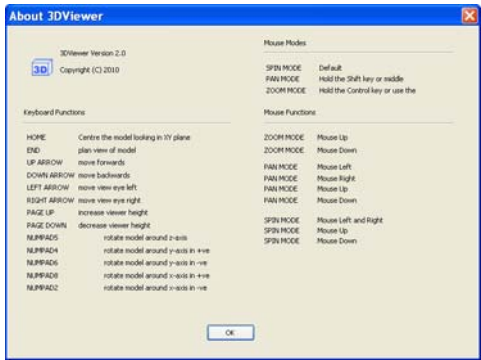 About 3DViewer
3D
3DViewer Version 2.0
Copyright (C) 2010
Keyboard Functions
HOME Centre the model looking in XY plane
END plan view of model
UP ARROW move forwards
DOWN ARROW move backwards
LEFT ARROW move view eye left
RIGHT ARROW move view eye right
PAGE UP increase viewer height
PAGE DOWN decrease viewer height
NUMPAD5 rotate model around z-axis
NUMPAD4 rotate model around y-axis in +ve
NUMPAD6 rotate model around y-axis in -ve
NUMPAD8 rotate model around x-axis in +ve
NUMPAD2 rotate model around x-axis in -ve
Mouse Modes
SPIN MODE Default
PAN MODE Hold the Shift key or middle
ZOOM MODE Hold the Control key or use the
Mouse Functions
ZOOM MODE Mouse Up
ZOOM MODE Mouse Down
PAN MODE Mouse Left
PAN MODE Mouse Right
PAN MODE Mouse Up
PAN MODE Mouse Down
SPIN MODE Mouse Left and Right
SPIN MODE Mouse Up
SPIN MODE Mouse Down
OK